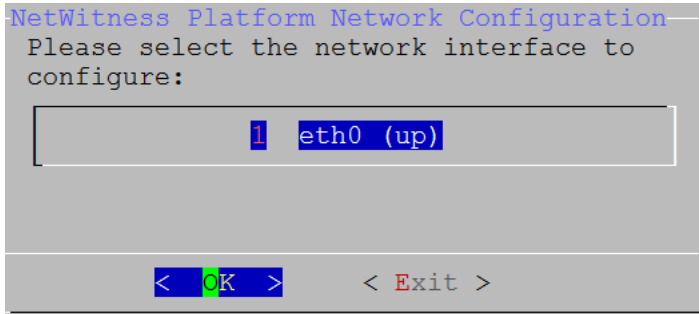 NetWitness Platform Network Configuration
Please select the network interface to
configure:
1 eth0 (up)
< OK > < Exit >